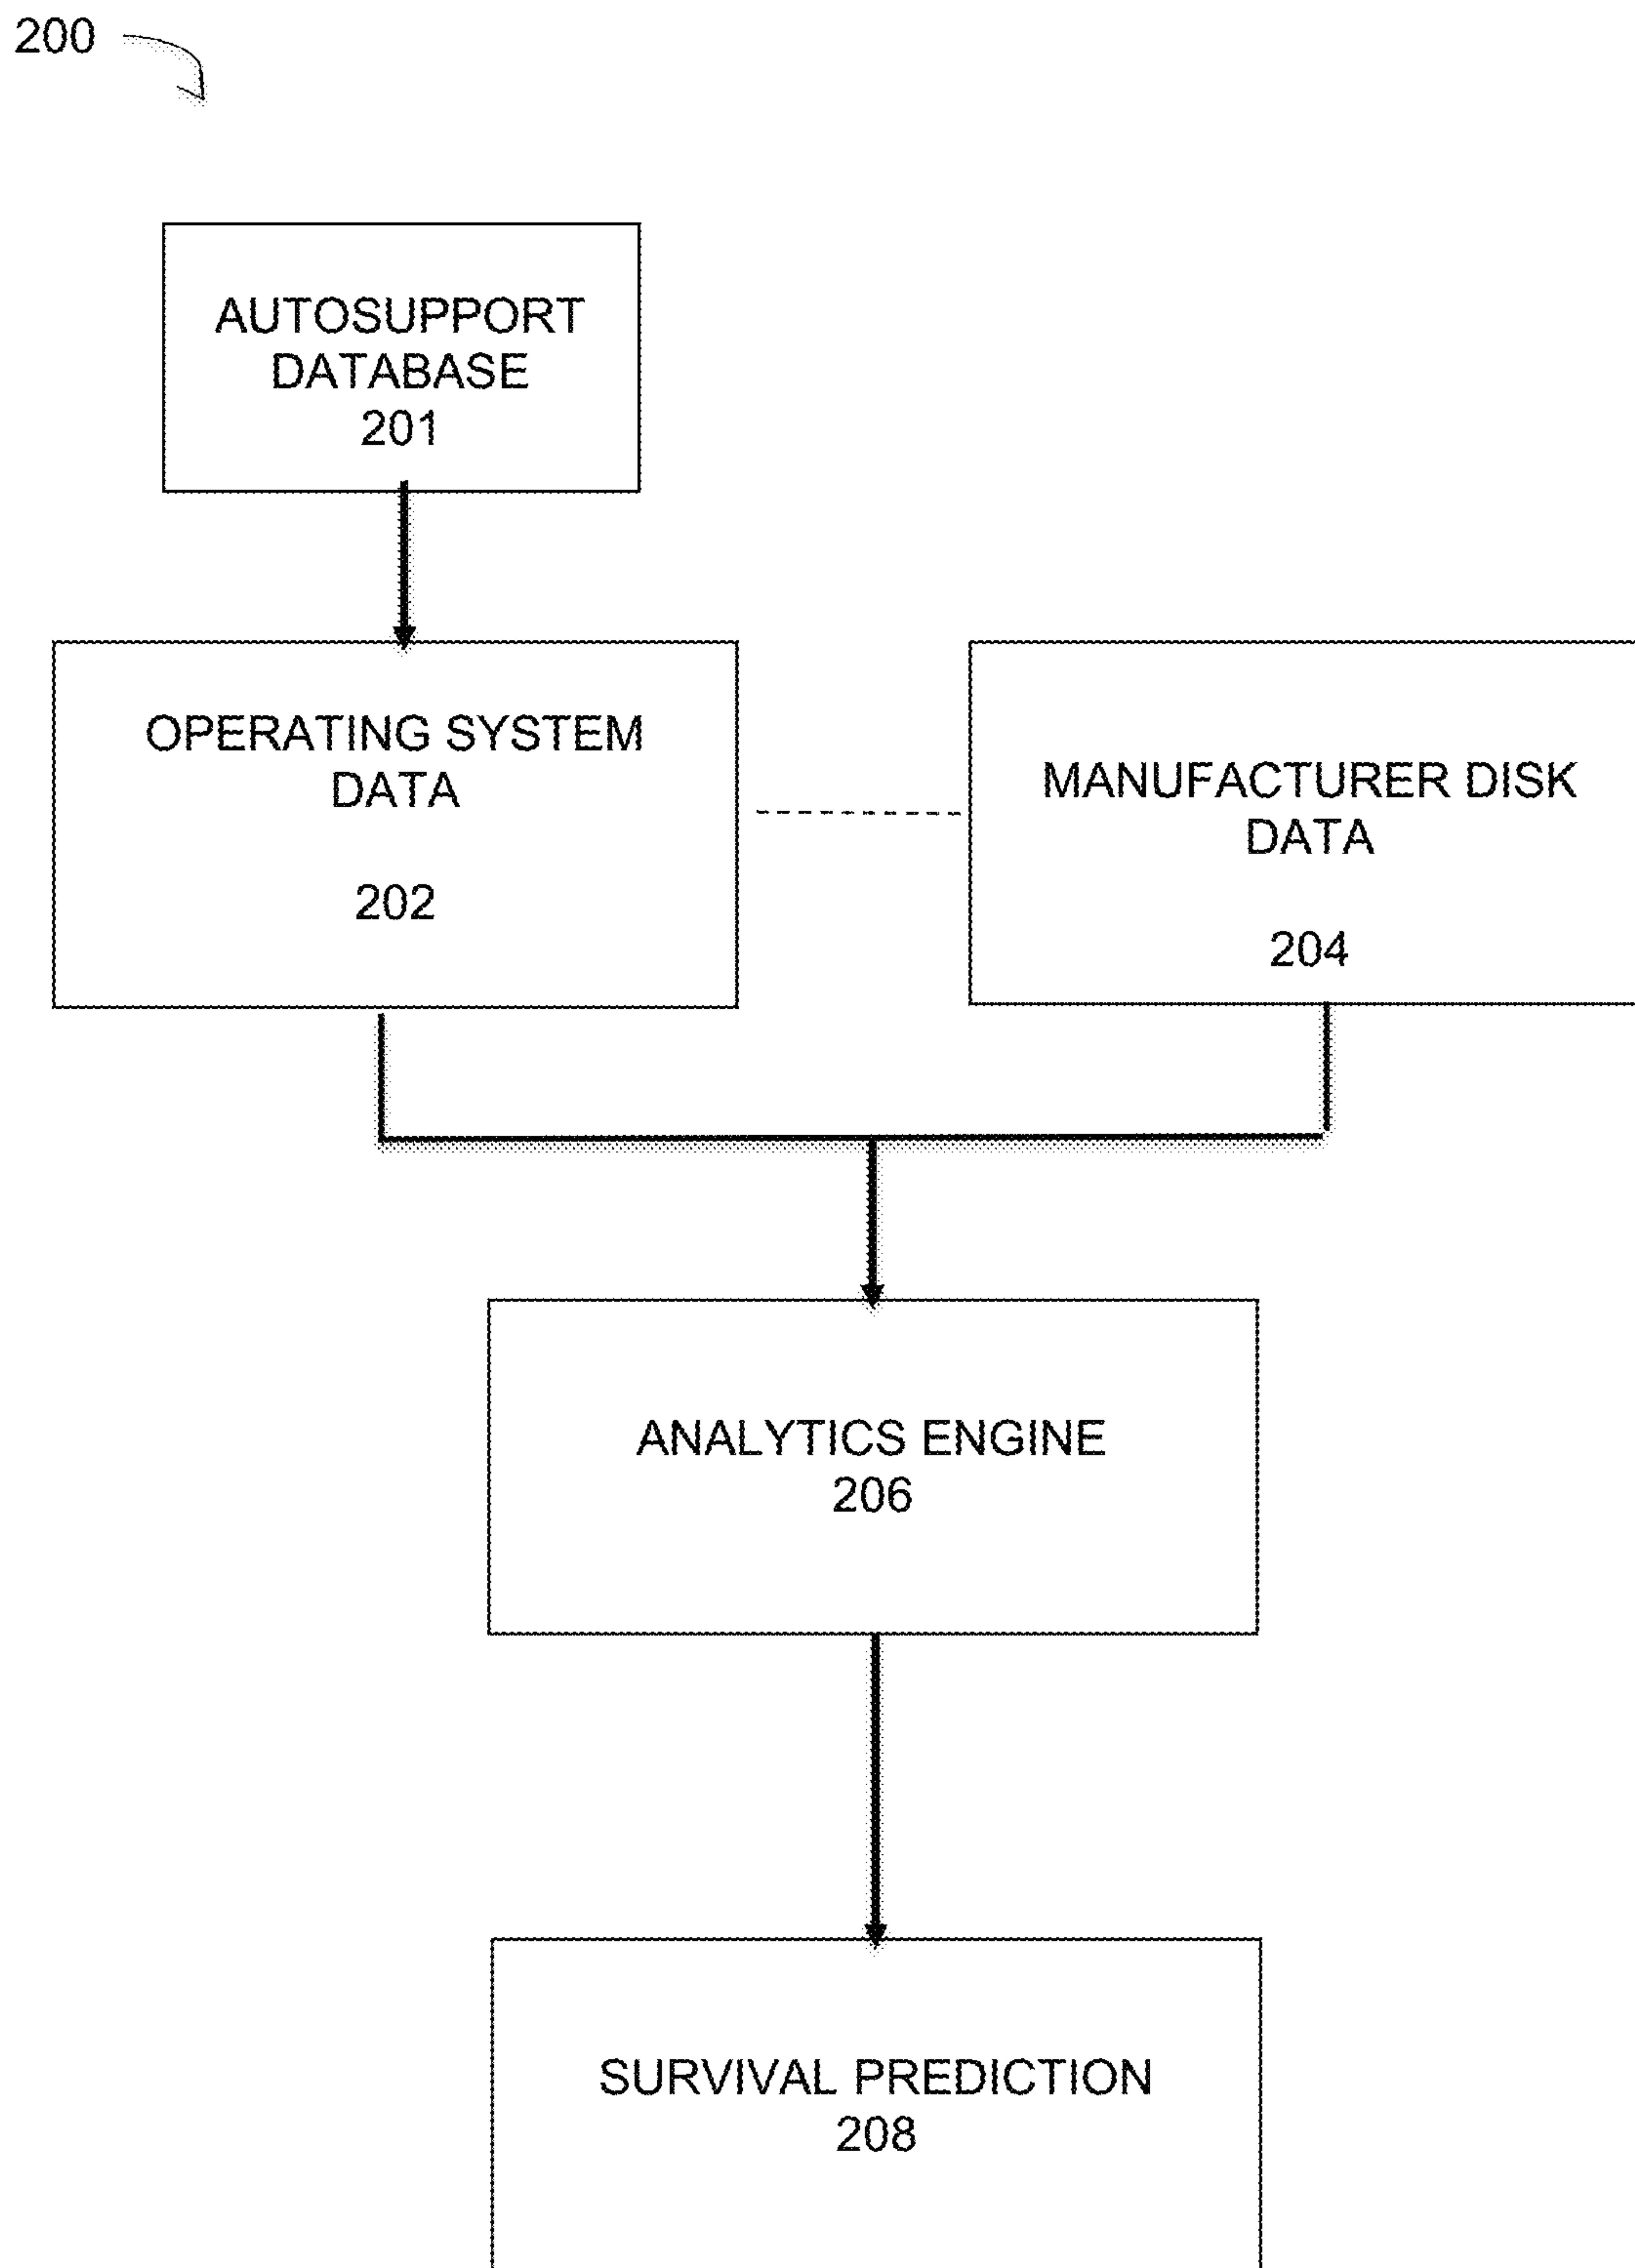 200
AUTOSUPPORT
DATABASE
201
OPERATING SYSTEM
DATA
202
MANUFACTURER DISK
DATA
204
ANALYTICS ENGINE
206
SURVIVAL PREDICTION
208